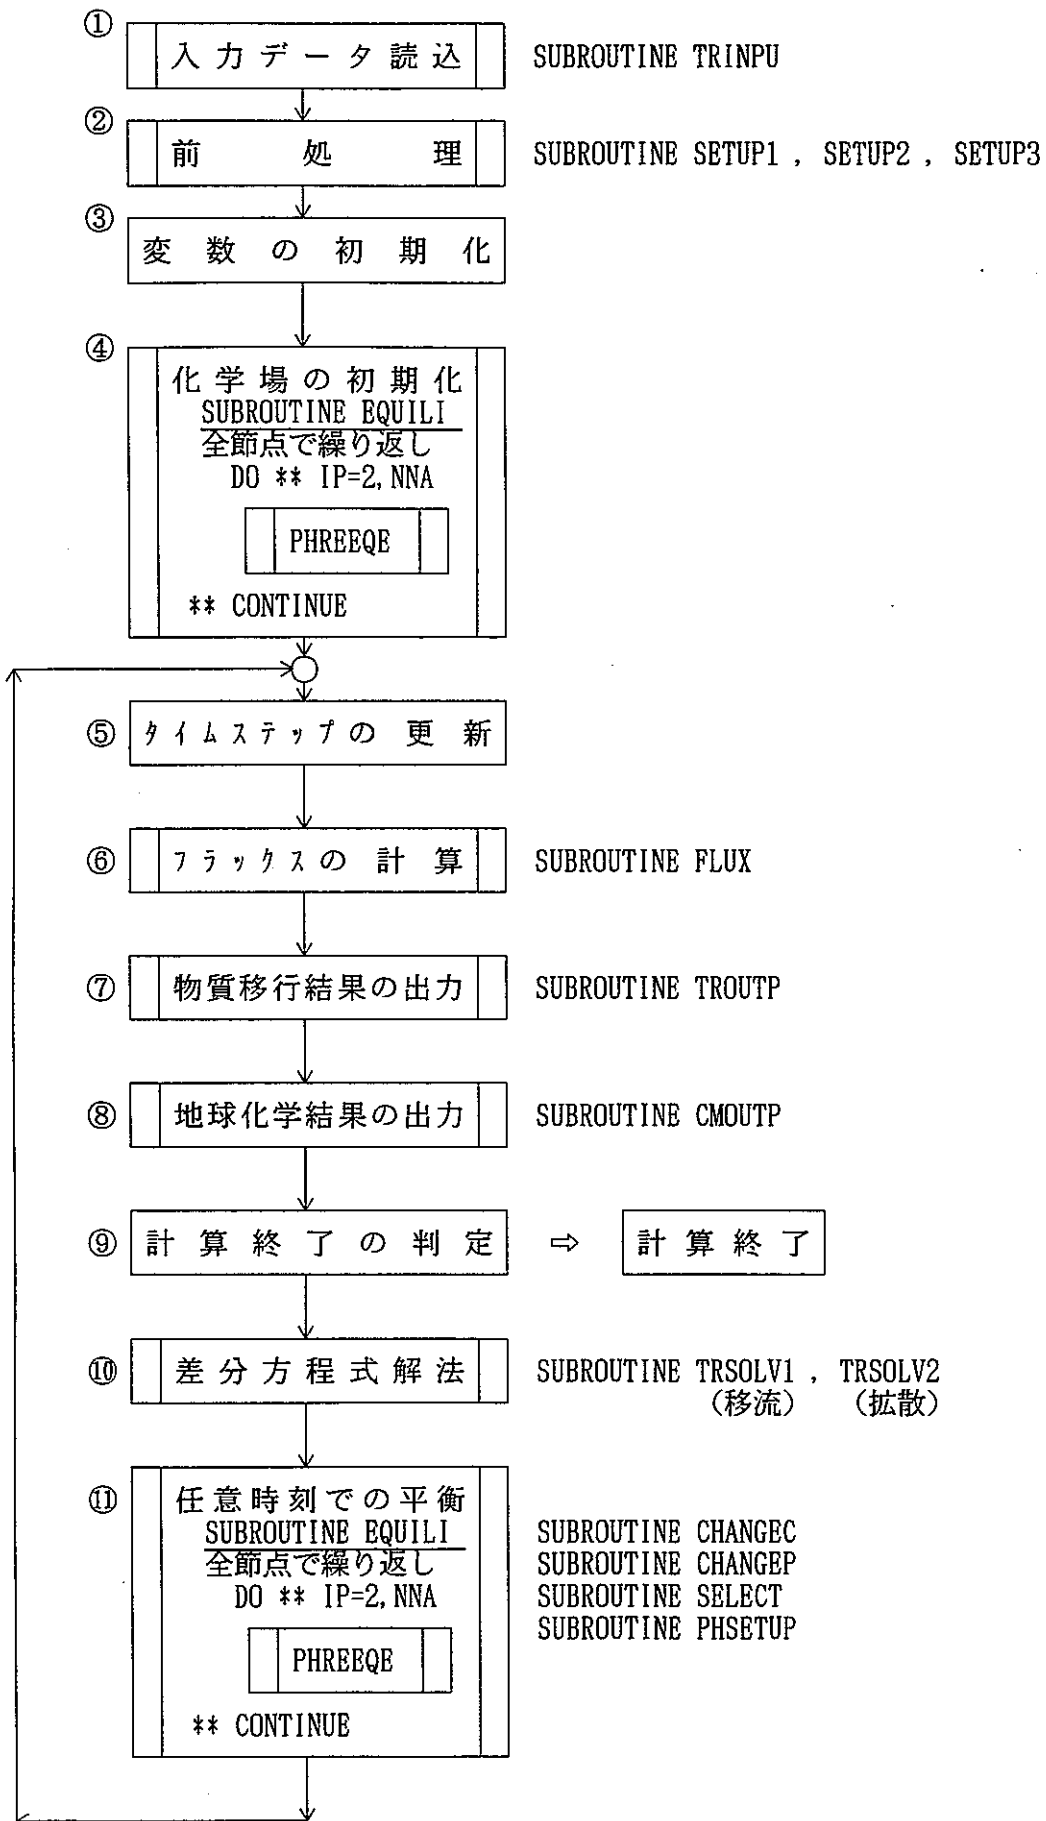 ① 入力データ読込 SUBROUTINE TRINPU
② 前処理 SUBROUTINE SETUP1 , SETUP2 , SETUP3
③ 変数の初期化
④ 化学場の初期化
SUBROUTINE EQUILI
全節点で繰り返し
DO ** IP=2,NNA
PHREEQE
** CONTINUE
⑤ タイムステップの更新
⑥ フラックスの計算 SUBROUTINE FLUX
⑦ 物質移行結果の出力 SUBROUTINE TROUTP
⑧ 地球化学結果の出力 SUBROUTINE CMOUTP
⑨ 計算終了の判定 ⇨ 計算終了
⑩ 差分方程式解法 SUBROUTINE TRSOLV1 , TRSOLV2
(移流) (拡散)
⑪ 任意時刻での平衡
SUBROUTINE EQUILI SUBROUTINE CHANGEC
全節点で繰り返し SUBROUTINE CHANGEP
DO ** IP=2,NNA SUBROUTINE SELECT
SUBROUTINE PHSETUP
PHREEQE
** CONTINUE